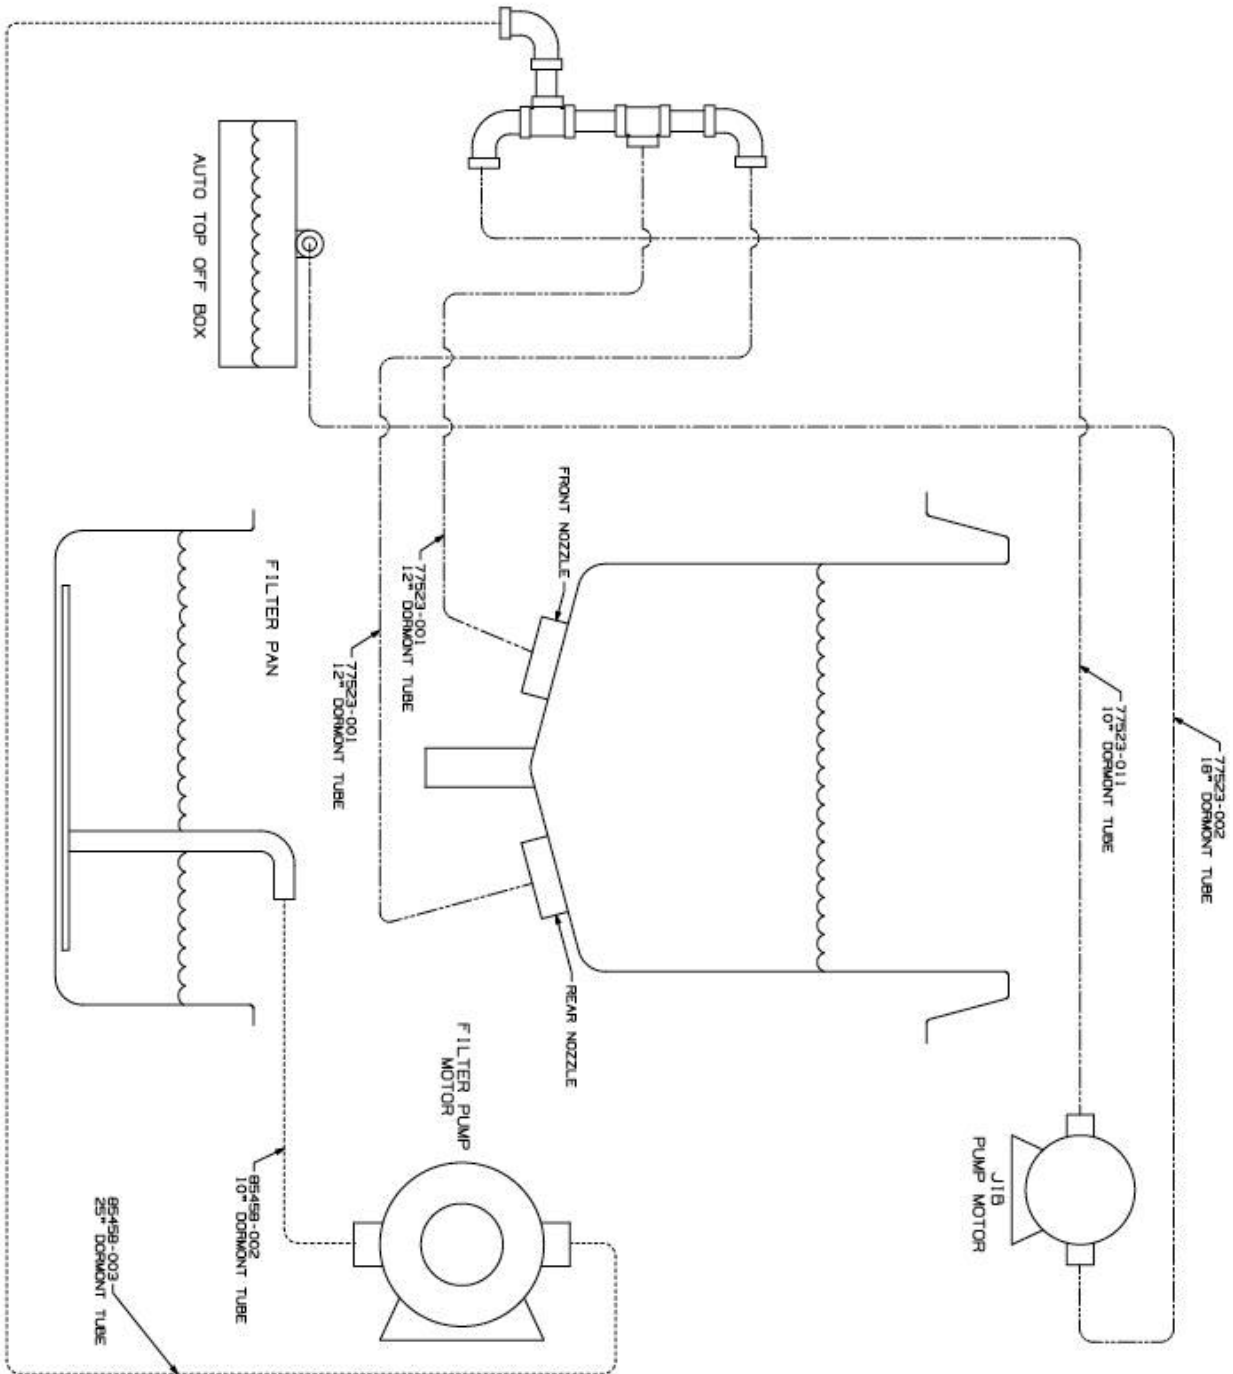 AUTO TOP OFF BOX
FRONT NOZZLE
77523-001
12" DORMONT TUBE
77523-001
12" DORMONT TUBE
FILTER PAN
77523-002
18" DORMONT TUBE
77523-011
10" DORMONT TUBE
REAR NOZZLE
FILTER PUMP
MOTOR
JIB
PUMP MOTOR
85458-002
10" DORMONT TUBE
85458-003
25" DORMONT TUBE